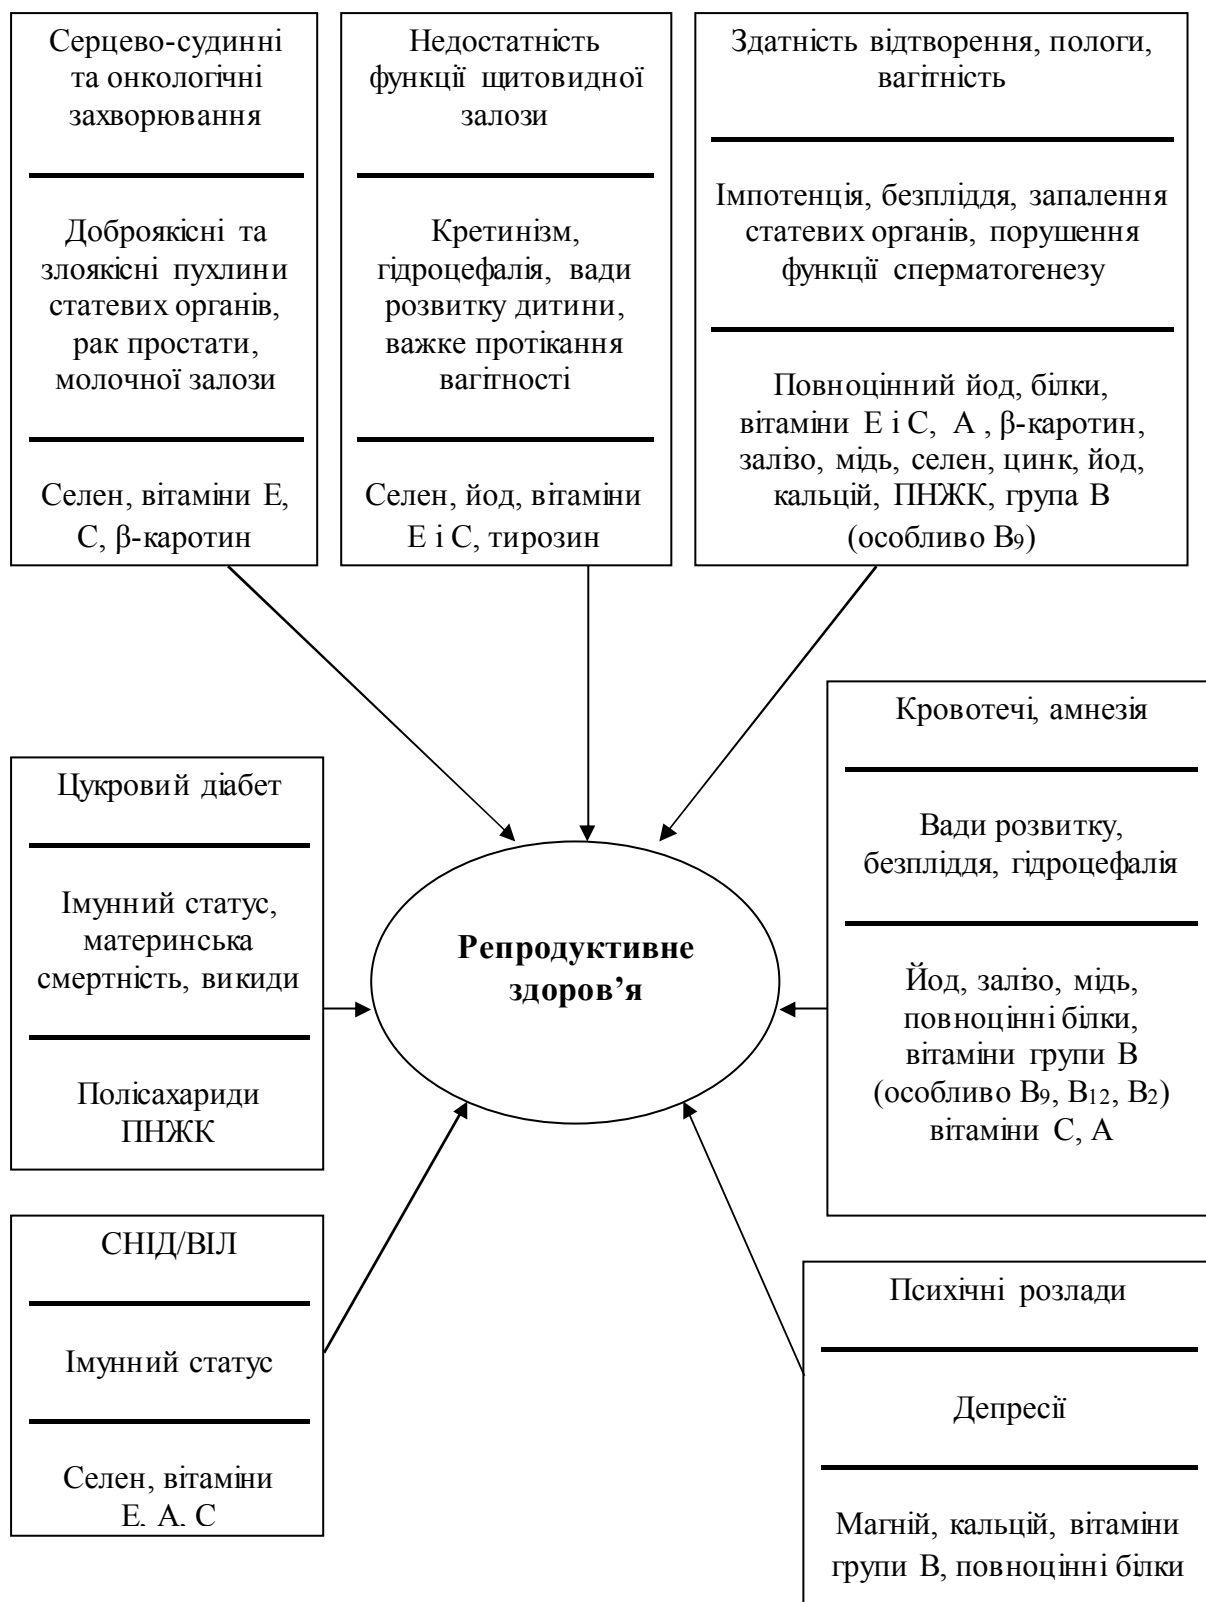 Серцево-судинні
та онкологічні
захворювання
Доброякісні та
злоякісні пухлини
статевих органів,
рак простати,
молочної залози
Селен, вітаміни Е,
С, β-каротин
Недостатність
функції щитовидної
залози
Кретинізм,
гідроцефалія, вади
розвитку дитини,
важке протікання
вагітності
Селен, йод, вітаміни
Е і С, тирозин
Здатність відтворення, пологи,
вагітність
Імпотенція, безпліддя, запалення
статевих органів, порушення
функції сперматогенезу
Повноцінний йод, білки,
вітаміни Е і С, А , β-каротин,
залізо, мідь, селен, цинк, йод,
кальцій, ПНЖК, група В
(особливо В₉)
Цукровий діабет
Імунний статус,
материнська
смертність, викиди
Полісахариди
ПНЖК
Репродуктивне
здоров’я
Кровотечі, амнезія
Вади розвитку,
безпліддя, гідроцефалія
Йод, залізо, мідь,
повноцінні білки,
вітаміни групи В
(особливо В₉, В₁₂, В₂)
вітаміни С, А
СНІД/ВІЛ
Імунний статус
Селен, вітаміни
Е, А, С
Психічні розлади
Депресії
Магній, кальцій, вітаміни
групи В, повноцінні білки